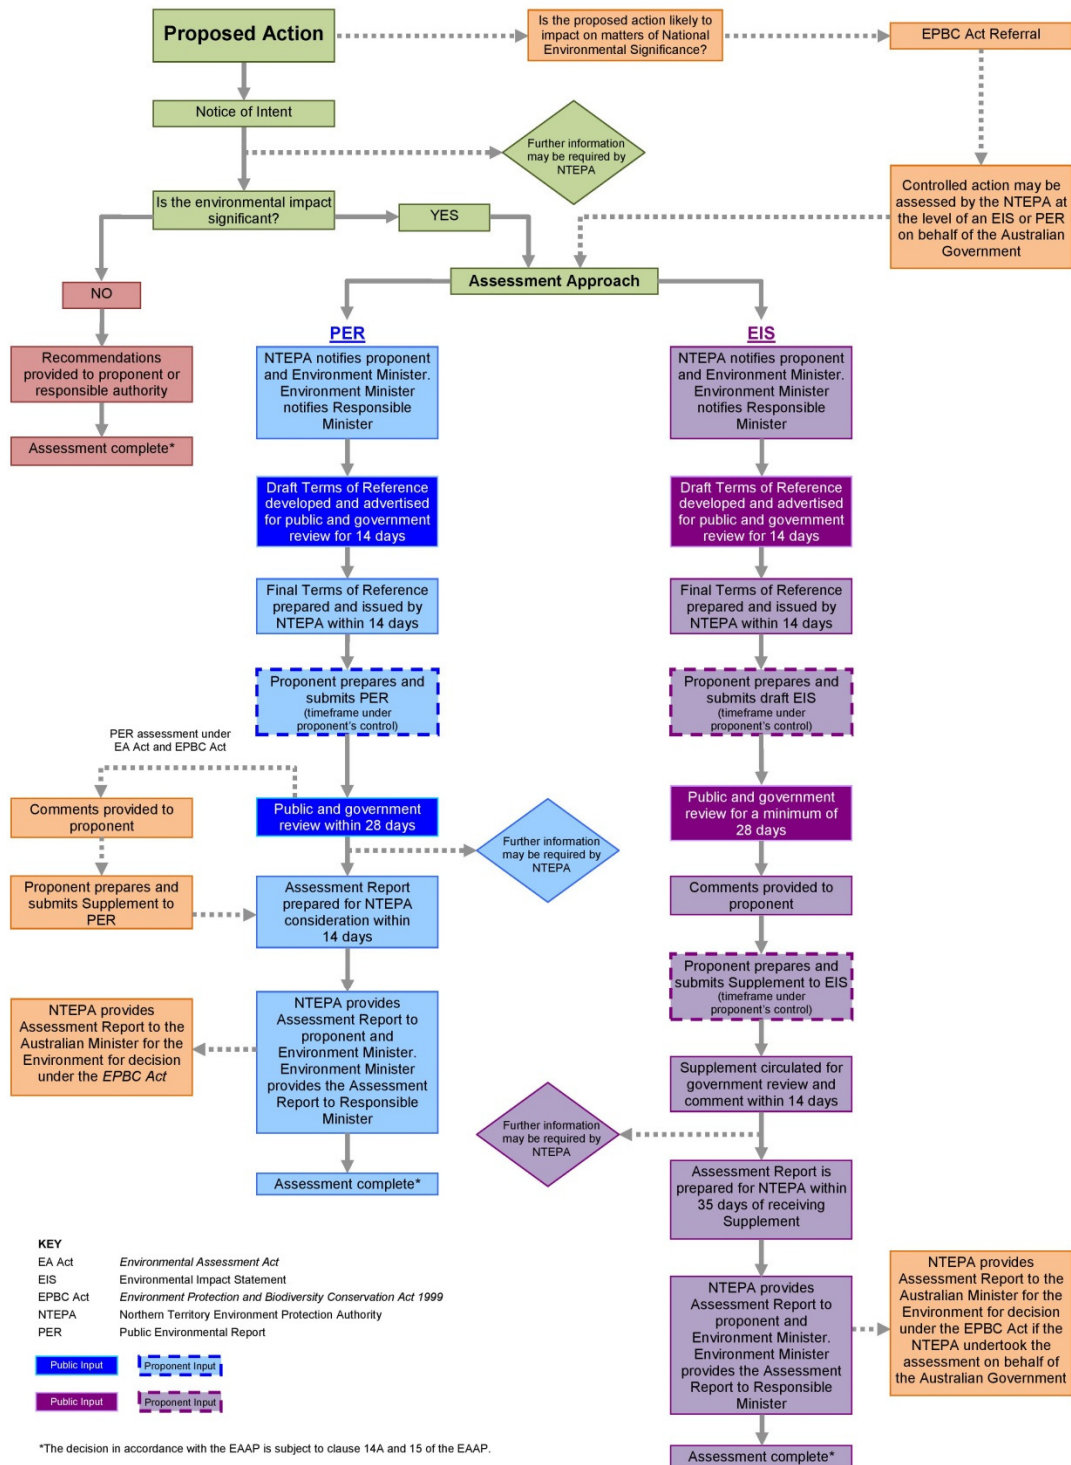 Proposed Action
Is the proposed action likely to
impact on matters of National
Environmental Significance?
EPBC Act Referral
Notice of Intent
Further information
may be required by
NTEPA
Is the environmental impact
significant?
YES
Controlled action may be
assessed by the NTEPA at
the level of an EIS or PER
on behalf of the Australian
Government
Assessment Approach
NO
Recommendations
provided to proponent or
responsible authority
Assessment complete*
PER
NTEPA notifies proponent
and Environment Minister.
Environment Minister
notifies Responsible
Minister
Draft Terms of Reference
developed and advertised
for public and government
review for 14 days
Final Terms of Reference
prepared and issued by
NTEPA within 14 days
Proponent prepares and
submits PER
(timeframe under
proponent's control)
PER assessment under
EA Act and EPBC Act
Comments provided to
proponent
Proponent prepares and
submits Supplement to
PER
Public and government
review within 28 days
Further information
may be required by
NTEPA
Assessment Report
prepared for NTEPA
consideration within
14 days
NTEPA provides
Assessment Report to
proponent and
Environment Minister.
Environment Minister
provides the Assessment
Report to Responsible
Minister
NTEPA provides
Assessment Report to the
Australian Minister for the
Environment for decision
under the EPBC Act
Assessment complete*
EIS
NTEPA notifies proponent
and Environment Minister.
Environment Minister
notifies Responsible
Minister
Draft Terms of Reference
developed and advertised
for public and government
review for 14 days
Final Terms of Reference
prepared and issued by
NTEPA within 14 days
Proponent prepares and
submits draft EIS
(timeframe under
proponent's control)
Public and government
review for a minimum of
28 days
Comments provided to
proponent
Proponent prepares and
submits Supplement to EIS
(timeframe under
proponent's control)
Supplement circulated for
government review and
comment within 14 days
Further information
may be required by
NTEPA
Assessment Report is
prepared for NTEPA within
35 days of receiving
Supplement
NTEPA provides
Assessment Report to
proponent and
Environment Minister.
Environment Minister
provides the Assessment
Report to Responsible
Minister
NTEPA provides
Assessment Report to the
Australian Minister for the
Environment for decision
under the EPBC Act if the
NTEPA undertook the
assessment on behalf of
the Australian Government
Assessment complete*
KEY
EA Act Environmental Assessment Act
EIS Environmental Impact Statement
EPBC Act Environment Protection and Biodiversity Conservation Act 1999
NTEPA Northern Territory Environment Protection Authority
PER Public Environmental Report
Public Input Proponent Input
Public Input Proponent Input
*The decision in accordance with the EAAP is subject to clause 14A and 15 of the EAAP.